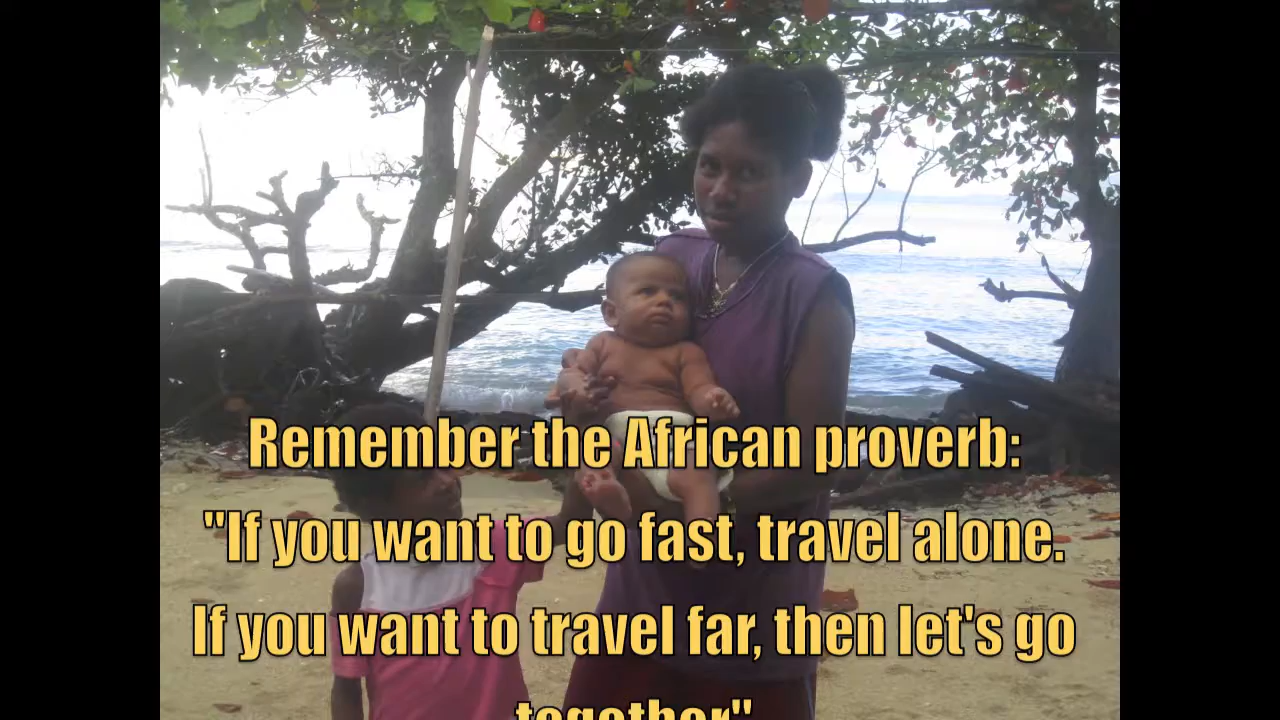 Remember the African proverb:
"If you want to go fast, travel alone.
If you want to travel far, then let's go
together"